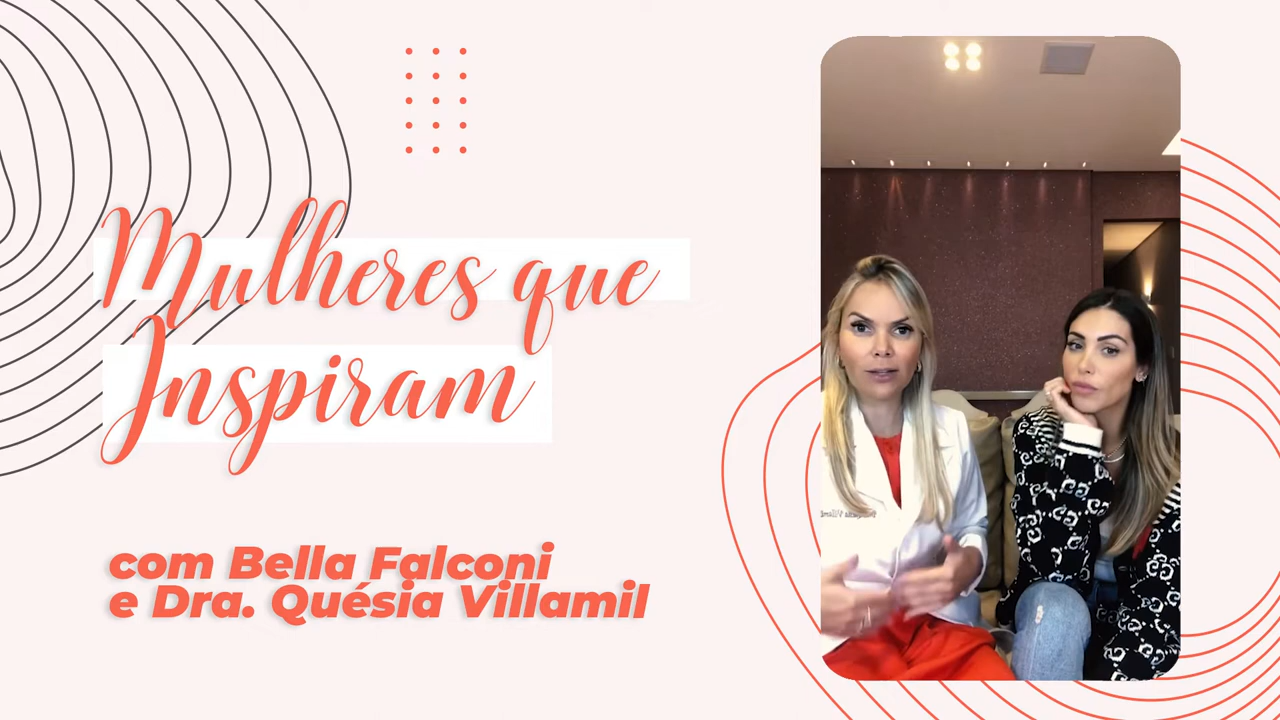 Mulheres que
Inspiram
com Bella Falconi
e Dra. Quésia Villamil